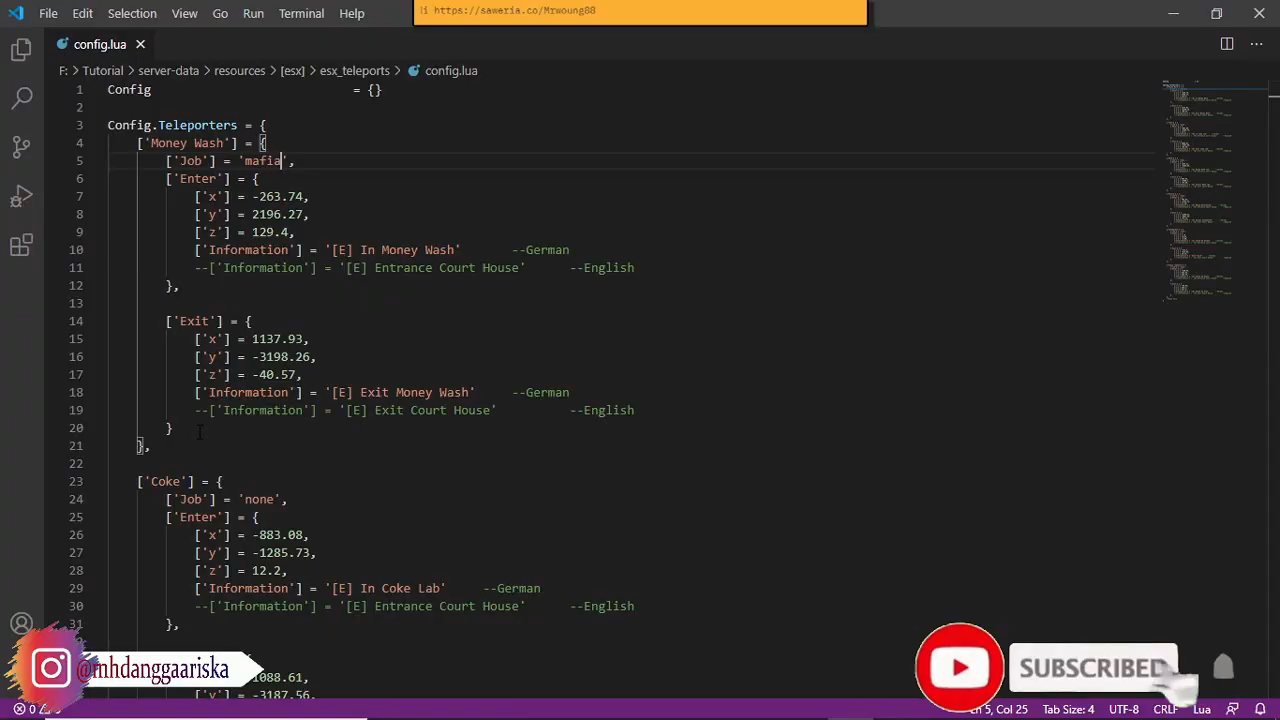 li https://saweria.co/Mrwoung88
File Edit Selection View Go Run Terminal Help
config.lua
F: > Tutorial > server-data > resources > [esx] > esx_teleports > config.lua
1 Config = {}
2
3 Config.Teleporters = {
4 ['Money Wash'] = {
5 ['Job'] = 'mafia',
6 ['Enter'] = {
7 ['x'] = -263.74,
8 ['y'] = 2196.27,
9 ['z'] = 129.4,
10 ['Information'] = '[E] In Money Wash' --German
11 --['Information'] = '[E] Entrance Court House' --English
12 },
13
14 ['Exit'] = {
15 ['x'] = 1137.93,
16 ['y'] = -3198.26,
17 ['z'] = -40.57,
18 ['Information'] = '[E] Exit Money Wash' --German
19 --['Information'] = '[E] Exit Court House' --English
20 }
21 },
22
23 ['Coke'] = {
24 ['Job'] = 'none',
25 ['Enter'] = {
26 ['x'] = -883.08,
27 ['y'] = -1285.73,
28 ['z'] = 12.2,
29 ['Information'] = '[E] In Coke Lab' --German
30 --['Information'] = '[E] Entrance Court House' --English
31 },
1088.61,
['y'] = -3187.56,
@mhdanggaariska
SUBSCRIBED
Ln 5, Col 25 Tab Size: 4 UTF-8 CRLF Lua